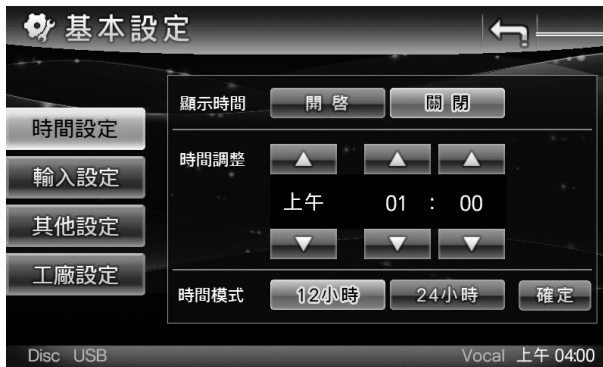 基本設定
顯示時間 開啓 關閉
時間設定
時間調整
輸入設定
上午 01 : 00
其他設定
工廠設定
時間模式 12小時 24小時 確定
Disc USB Vocal 上午 04:00